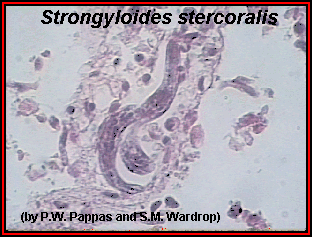 Strongyloides stercoralis
(by P.W. Pappas and S.M. Wardrop)